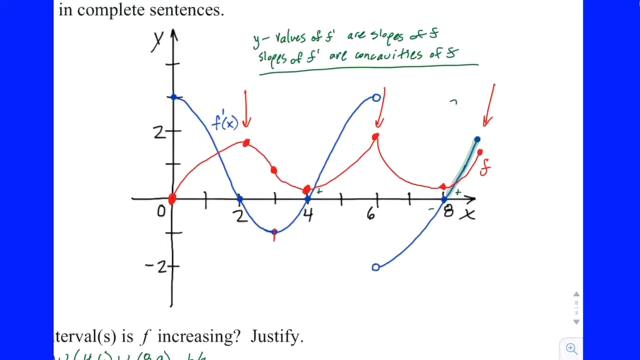 in complete sentences.
y - values of f' are slopes of f
slopes of f' are concavities of f
Y
2
f'(x)
f
+
+
-
0
2
4
6
8
X
-2
interval(s) is f increasing? Justify.